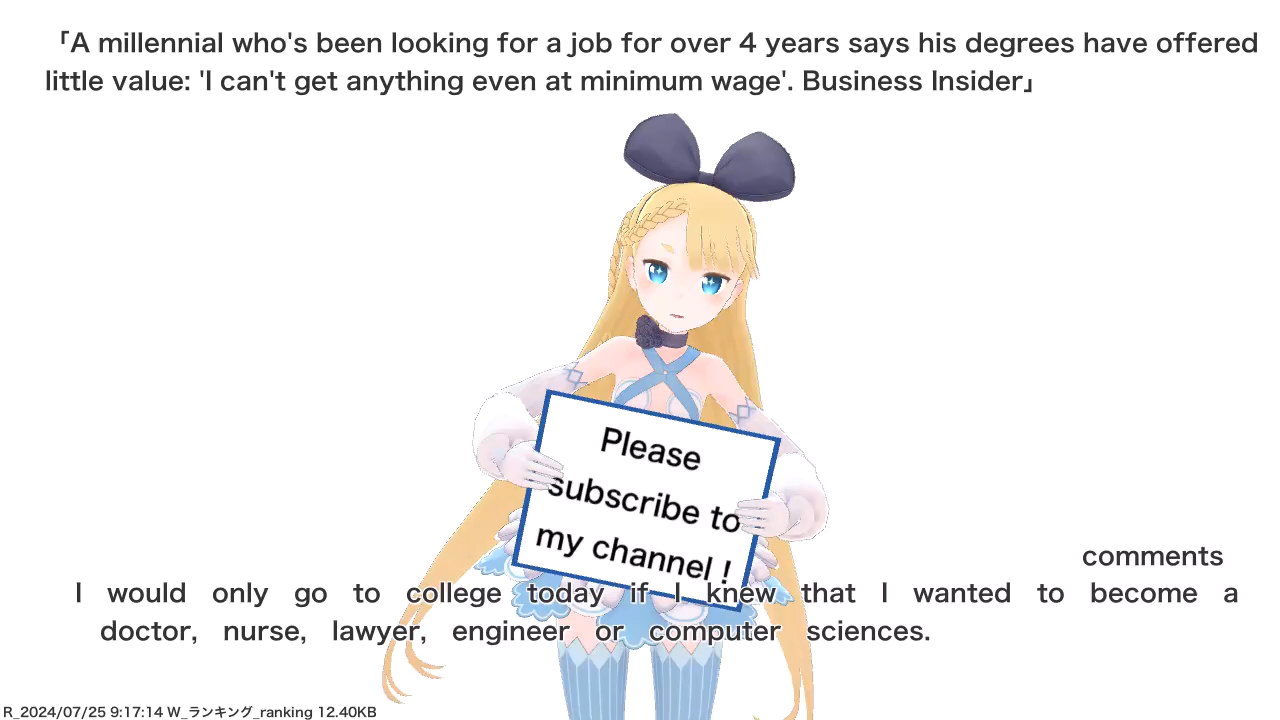 「A millennial who's been looking for a job for over 4 years says his degrees have offered
little value: 'I can't get anything even at minimum wage'. Business Insider」
Please
subscribe to
my channel !
comments
I would only go to college today if I knew that I wanted to become a
doctor, nurse, lawyer, engineer or computer sciences.
R_2024/07/25 9:17:14 W_ランキング_ranking 12.40KB